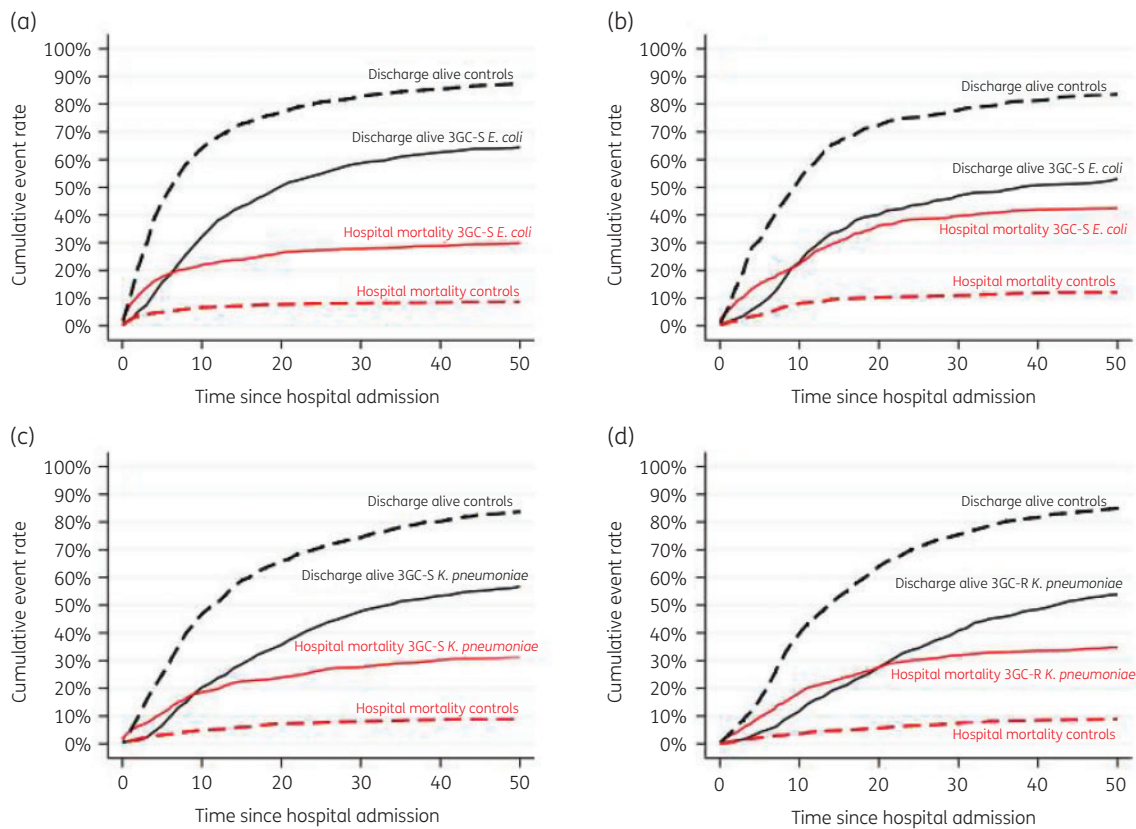 (a)
100%
90%
80%
70%
60%
50%
40%
30%
20%
10%
0%
Cumulative event rate
Discharge alive controls
Discharge alive 3GC-S E. coli
Hospital mortality 3GC-S E. coli
Hospital mortality controls
0 10 20 30 40 50
Time since hospital admission
(b)
100%
90%
80%
70%
60%
50%
40%
30%
20%
10%
0%
Cumulative event rate
Discharge alive controls
Discharge alive 3GC-S E. coli
Hospital mortality 3GC-S E. coli
Hospital mortality controls
0 10 20 30 40 50
Time since hospital admission
(c)
100%
90%
80%
70%
60%
50%
40%
30%
20%
10%
0%
Cumulative event rate
Discharge alive controls
Discharge alive 3GC-S K. pneumoniae
Hospital mortality 3GC-S K. pneumoniae
Hospital mortality controls
0 10 20 30 40 50
Time since hospital admission
(d)
100%
90%
80%
70%
60%
50%
40%
30%
20%
10%
0%
Cumulative event rate
Discharge alive controls
Discharge alive 3GC-R K. pneumoniae
Hospital mortality 3GC-R K. pneumoniae
Hospital mortality controls
0 10 20 30 40 50
Time since hospital admission